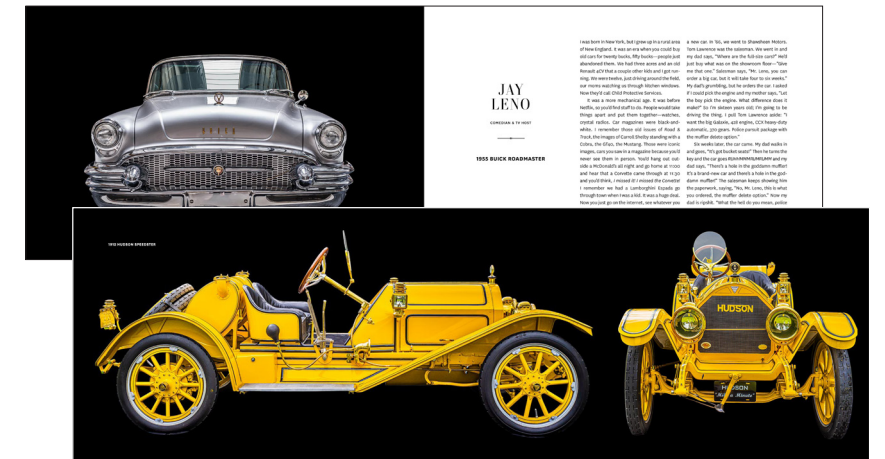 JAY
LENO
COMEDIAN & TV HOST
1955 BUICK ROADMASTER
I was born in New York, but I grew up in a rural area
of New England. It was an era when you could buy
old cars for twenty bucks, fifty bucks—people just
abandoned them. We had three acres and an old
Renault 4CV that a couple other kids and I got run-
ning. We were twelve, just driving around the field,
our moms watching us through kitchen windows.
Now they'd call Child Protective Services.
It was a more mechanical age. It was before
Netflix, so you'd find stuff to do. People would take
things apart and put them together—watches,
crystal radios. Car magazines were black-and-
white. I remember those old issues of Road &
Track, the images of Carroll Shelby standing with a
Cobra, the GT40, the Mustang. Those were iconic
images, cars you saw in a magazine because you'd
never see them in person. You'd hang out out-
side a McDonald's all night and go home at 11:00
and hear that a Corvette came through at 11:30
and you'd think, I missed it! I missed the Corvette!
I remember we had a Lamborghini Espada go
through town when I was a kid. It was a huge deal.
Now you just go on the internet, see whatever you
a new car. In '66, we went to Shawsheen Motors.
Tom Lawrence was the salesman. We went in and
my dad says, "Where are the full-size cars?" He'd
just buy what was on the showroom floor—"Give
me that one." Salesman says, "Mr. Leno, you can
order a big car, but it will take four to six weeks."
My dad's grumbling, but he orders the car. I asked
if I could pick the engine and my mother says, "Let
the boy pick the engine. What difference does it
make?" So I'm sixteen years old; I'm going to be
driving the thing. I pull Tom Lawrence aside: "I
want the big Galaxie, 428 engine, CCX heavy-duty
automatic, 370 gears. Police pursuit package with
the muffler delete option."
Six weeks later, the car came. My dad walks in
and goes, "It's got bucket seats!" Then he turns the
key and the car goes
and my
dad says, "There's a hole in the goddamn muffler!
It's a brand-new car and there's a hole in the god-
damn muffler!" The salesman keeps showing him
the paperwork, saying, "No, Mr. Leno, this is what
you ordered, the muffler delete option." Now my
dad is ripshit. "What the hell do you mean, police
1913 HUDSON SPEEDSTER
HUDSON
HUDSON
"Mile a Minute"